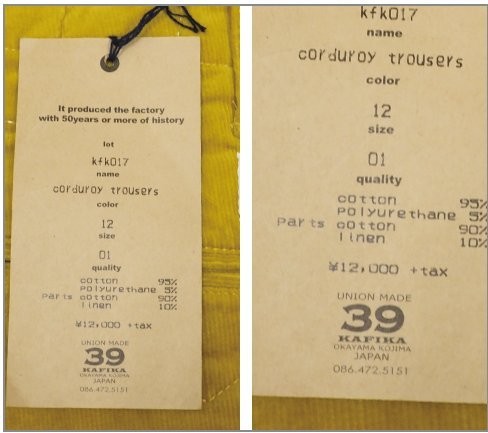 It produced the factory
with 50years or more of history
lot
kfk017
name
corduroy trousers
color
12
size
01
quality
cotton 95%
polyurethane 5%
parts cotton 90%
linen 10%
¥12,000 +tax
UNION MADE
39
KAFIKA
OKAYAMA KOJIMA
JAPAN
086.472.5151
kfk017
name
corduroy trousers
color
12
size
01
quality
cotton 95%
polyurethane 5%
parts cotton 90%
linen 10%
¥12,000 +tax
UNION MADE
39
KAFIKA
OKAYAMA KOJIMA
JAPAN
086.472.5151